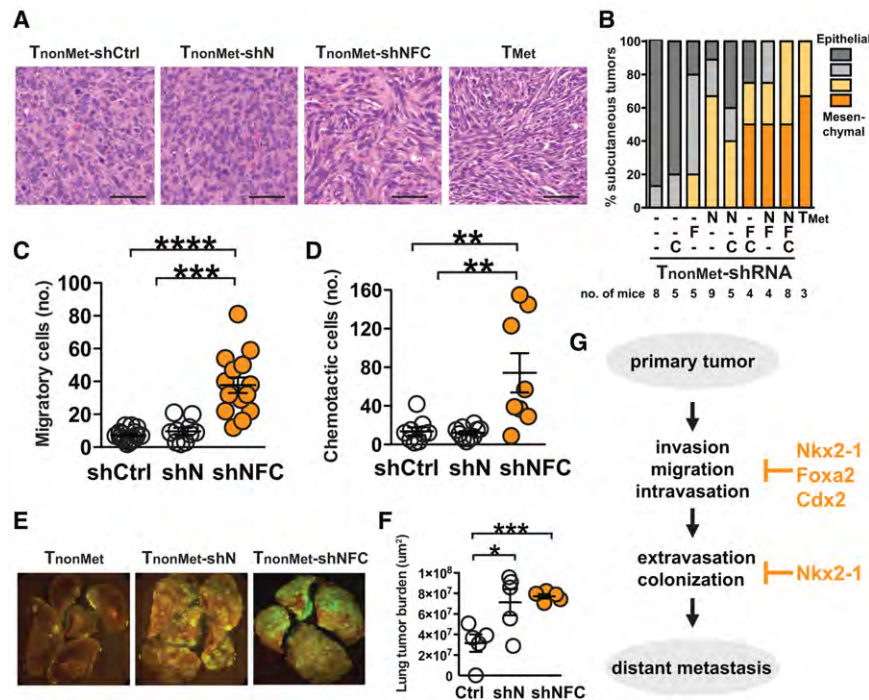 A
TnonMet-shCtrl
TnonMet-shN
TnonMet-shNFC
TMet
B
Epithelial
Mesen-
chymal
% subcutaneous tumors
100
80
60
40
20
0
- - - N N - N N TMet
- - F - - F F F
- C - - C C - C
TnonMet-shRNA
no. of mice 8 5 5 9 5 4 4 8 3
C
****
***
Migratory cells (no.)
100
80
60
40
20
0
shCtrl shN shNFC
D
**
**
Chemotactic cells (no.)
160
120
80
40
0
shCtrl shN shNFC
E
TnonMet
TnonMet-shN
TnonMet-shNFC
F
***
*
Lung tumor burden (um²)
1×10⁸
8×10⁷
6×10⁷
4×10⁷
2×10⁷
0
Ctrl shN shNFC
G
primary tumor
invasion
migration
intravasation
Nkx2-1
Foxa2
Cdx2
extravasation
colonization
Nkx2-1
distant metastasis